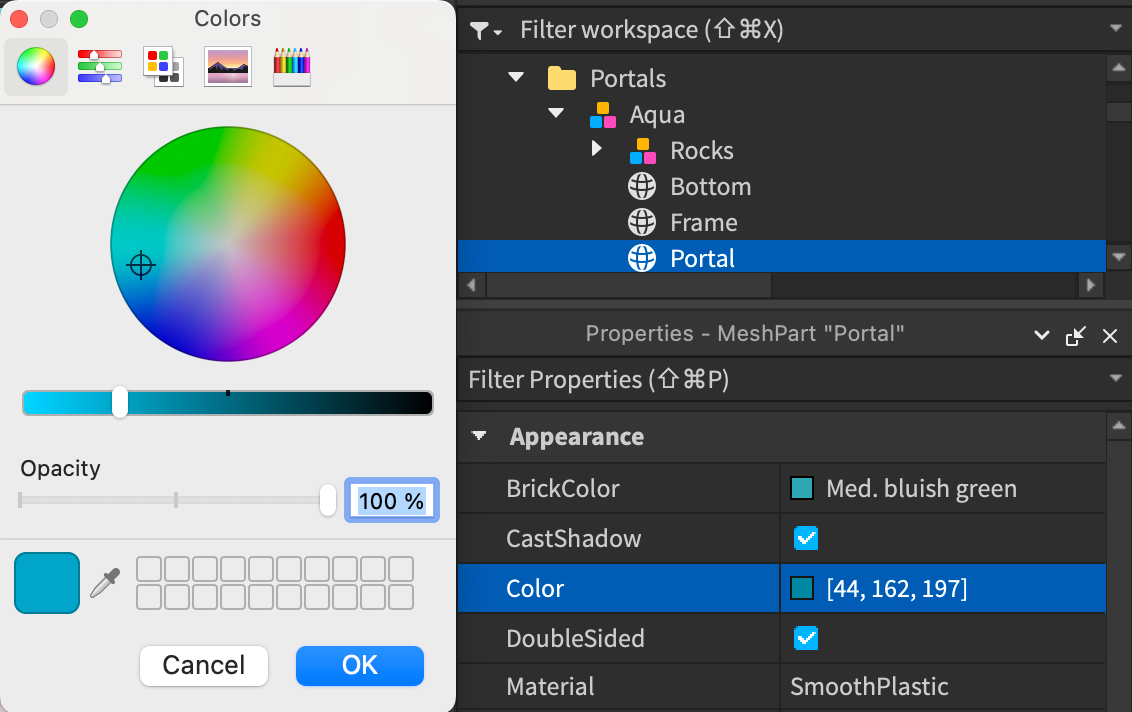 Colors
Opacity
100 %
Cancel
OK
Filter workspace (⇧⌘X)
Portals
Aqua
Rocks
Bottom
Frame
Portal
Properties - MeshPart "Portal"
Filter Properties (⇧⌘P)
Appearance
BrickColor Med. bluish green
CastShadow
Color [44, 162, 197]
DoubleSided
Material SmoothPlastic